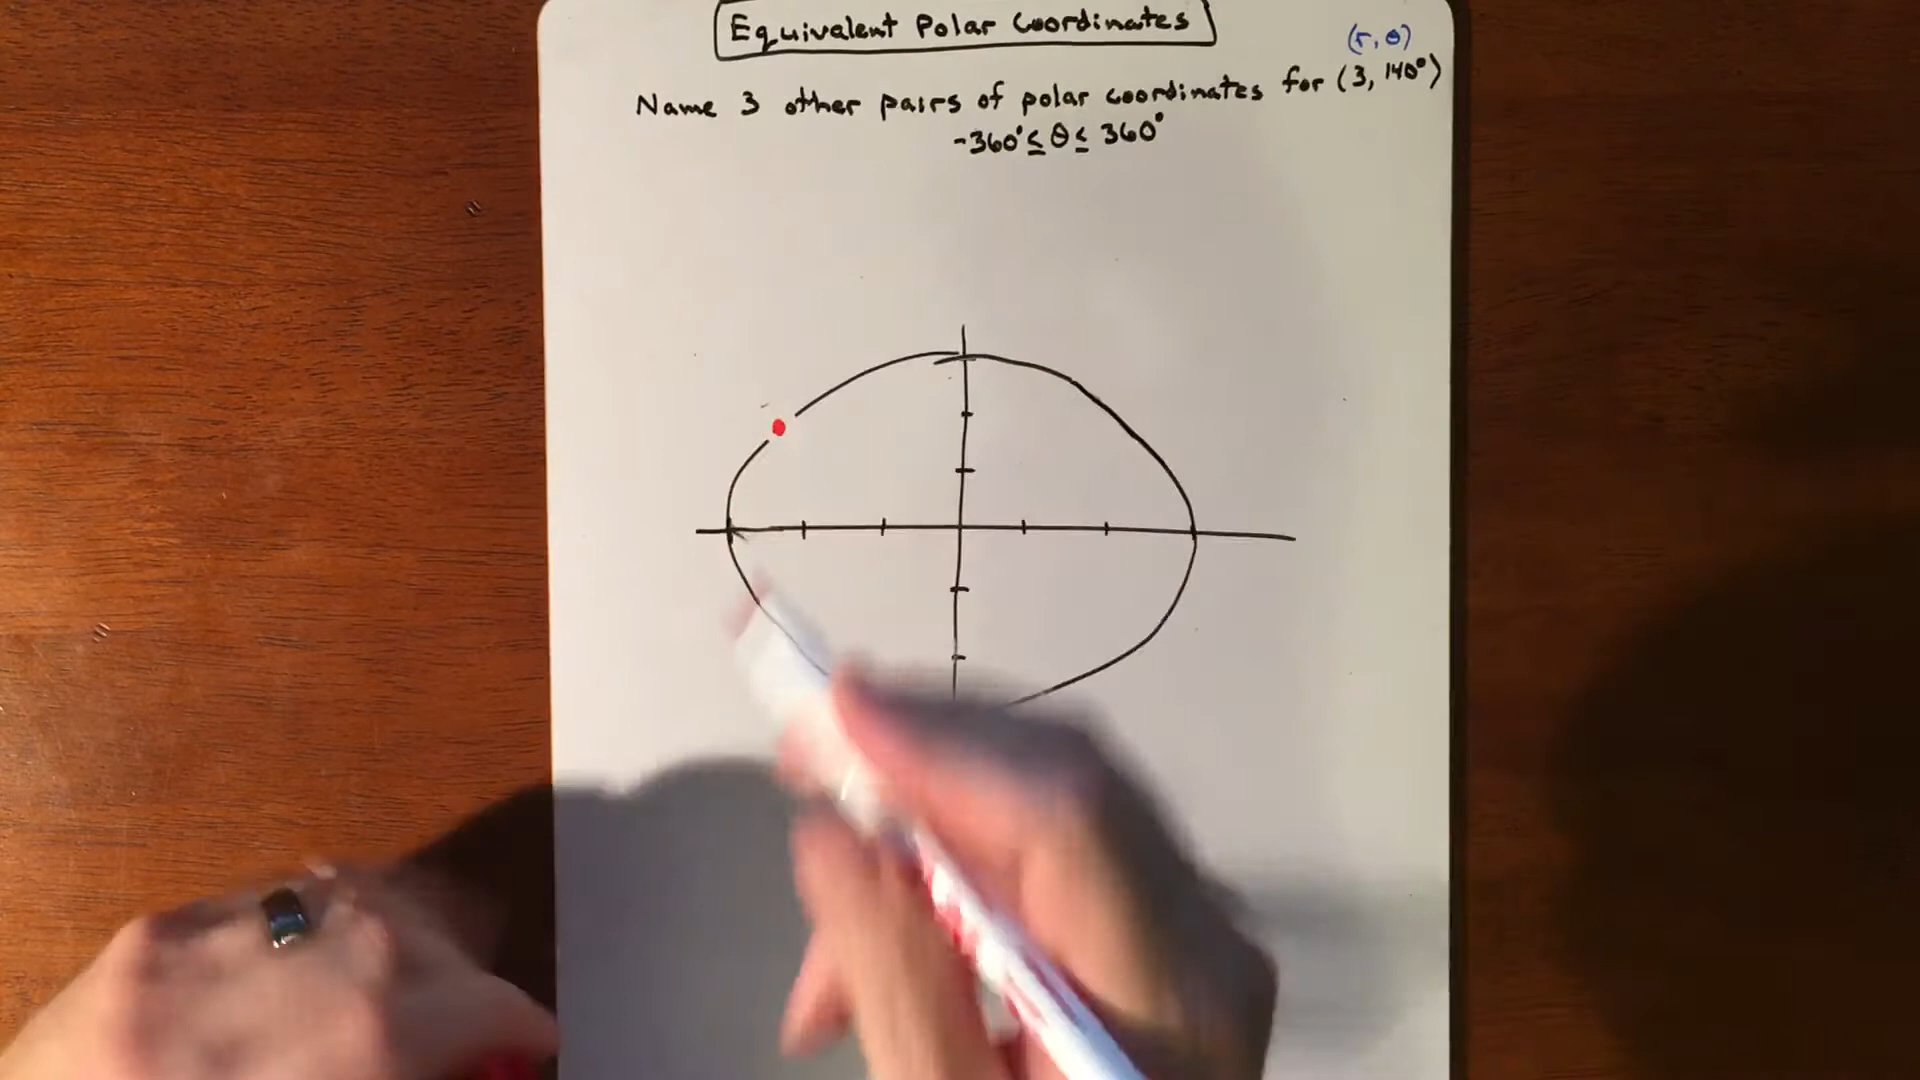 Equivalent Polar Coordinates
(r, θ)
Name 3 other pairs of polar coordinates for (3, 140°)
-360° ≤ θ ≤ 360°